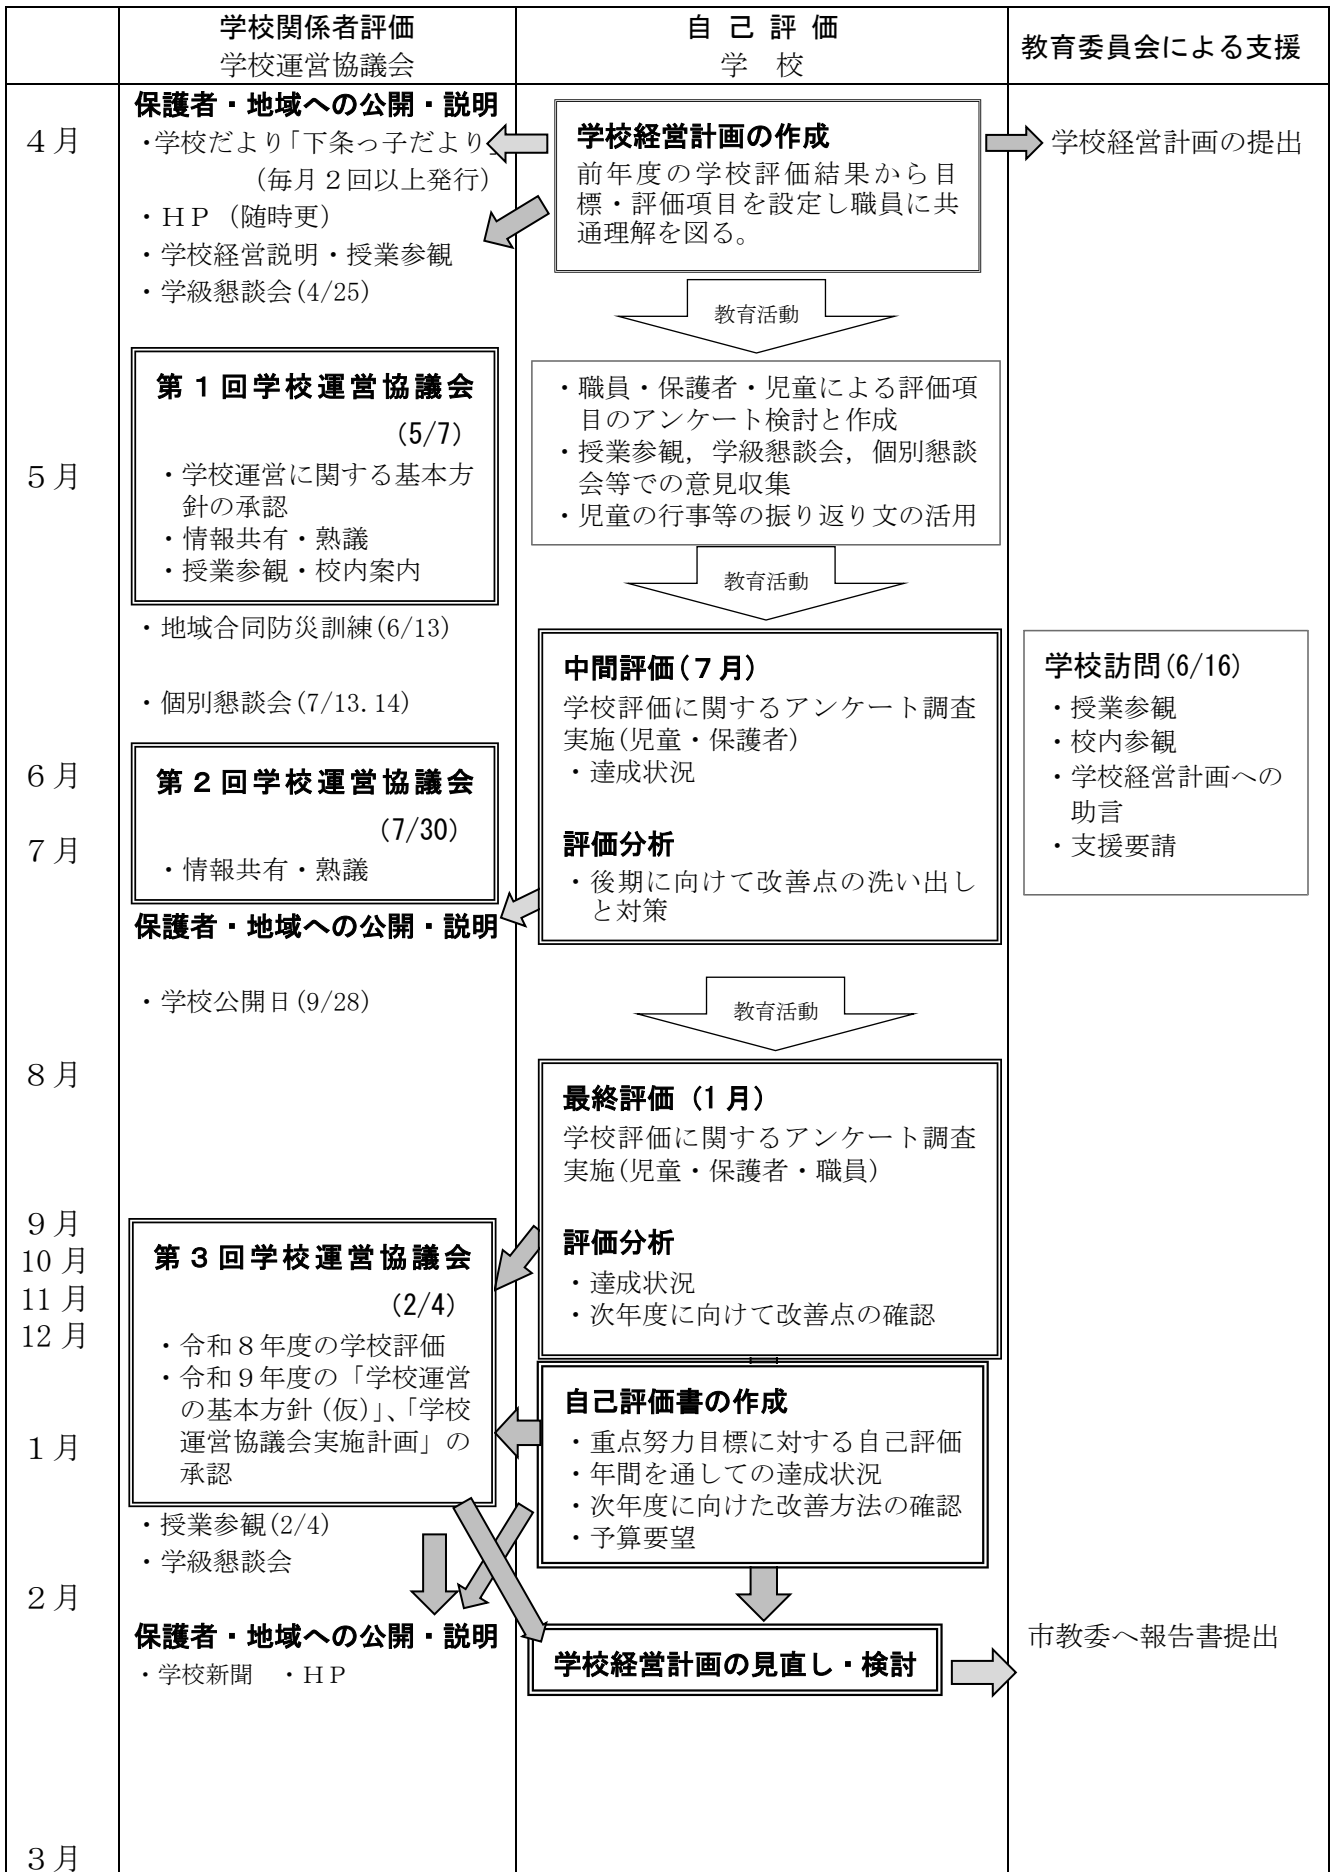 学校関係者評価
学校運営協議会
自 己 評 価
学　校
教育委員会による支援
4月
保護者・地域への公開・説明
・学校だより「下条っ子だより」
（毎月２回以上発行）
・ＨＰ（随時更）
・学校経営説明・授業参観
・学級懇談会(4/25)
学校経営計画の作成
前年度の学校評価結果から目
標・評価項目を設定し職員に共
通理解を図る。
学校経営計画の提出
教育活動
5月
第１回学校運営協議会
(5/7)
・学校運営に関する基本方
針の承認
・情報共有・熟議
・授業参観・校内案内
・職員・保護者・児童による評価項
目のアンケート検討と作成
・授業参観，学級懇談会，個別懇談
会等での意見収集
・児童の行事等の振り返り文の活用
教育活動
・地域合同防災訓練(6/13)
・個別懇談会(7/13.14)
6月
7月
第２回学校運営協議会
(7/30)
・情報共有・熟議
保護者・地域への公開・説明
・学校公開日(9/28)
中間評価(７月)
学校評価に関するアンケート調査
実施(児童・保護者)
・達成状況
評価分析
・後期に向けて改善点の洗い出し
と対策
学校訪問(6/16)
・授業参観
・校内参観
・学校経営計画への
助言
・支援要請
教育活動
8月
9月
10月
11月
12月
最終評価（1月）
学校評価に関するアンケート調査
実施(児童・保護者・職員)
評価分析
・達成状況
・次年度に向けて改善点の確認
第３回学校運営協議会
(2/4)
・令和８年度の学校評価
・令和９年度の「学校運営
の基本方針（仮）」、「学校
運営協議会実施計画」の
承認
1月
自己評価書の作成
・重点努力目標に対する自己評価
・年間を通しての達成状況
・次年度に向けた改善方法の確認
・予算要望
・授業参観(2/4)
・学級懇談会
2月
保護者・地域への公開・説明
・学校新聞　・ＨＰ
学校経営計画の見直し・検討
市教委へ報告書提出
3月